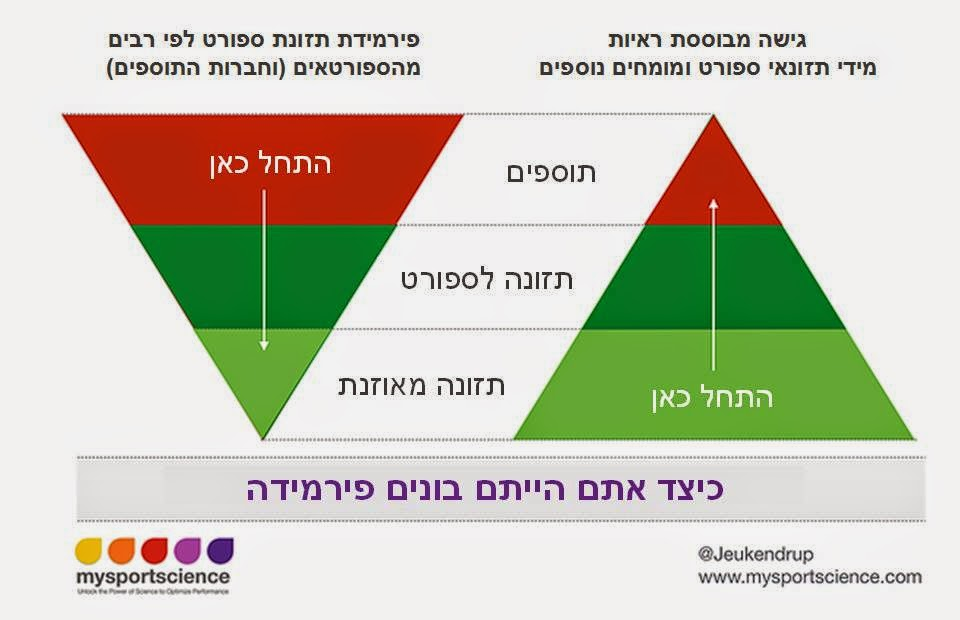 גישה מבוססת ראיות
מידי תזונאי ספורט ומומחים נוספים
פירמידת תזונת ספורט לפי רבים
מהספורטאים (וחברות התוספים)
התחל כאן
תוספים
תזונה לספורט
תזונה מאוזנת
התחל כאן
כיצד אתם הייתם בונים פירמידה
mysportscience
Unlock the Power of Science to Optimize Performance
@Jeukendrup
www.mysportscience.com